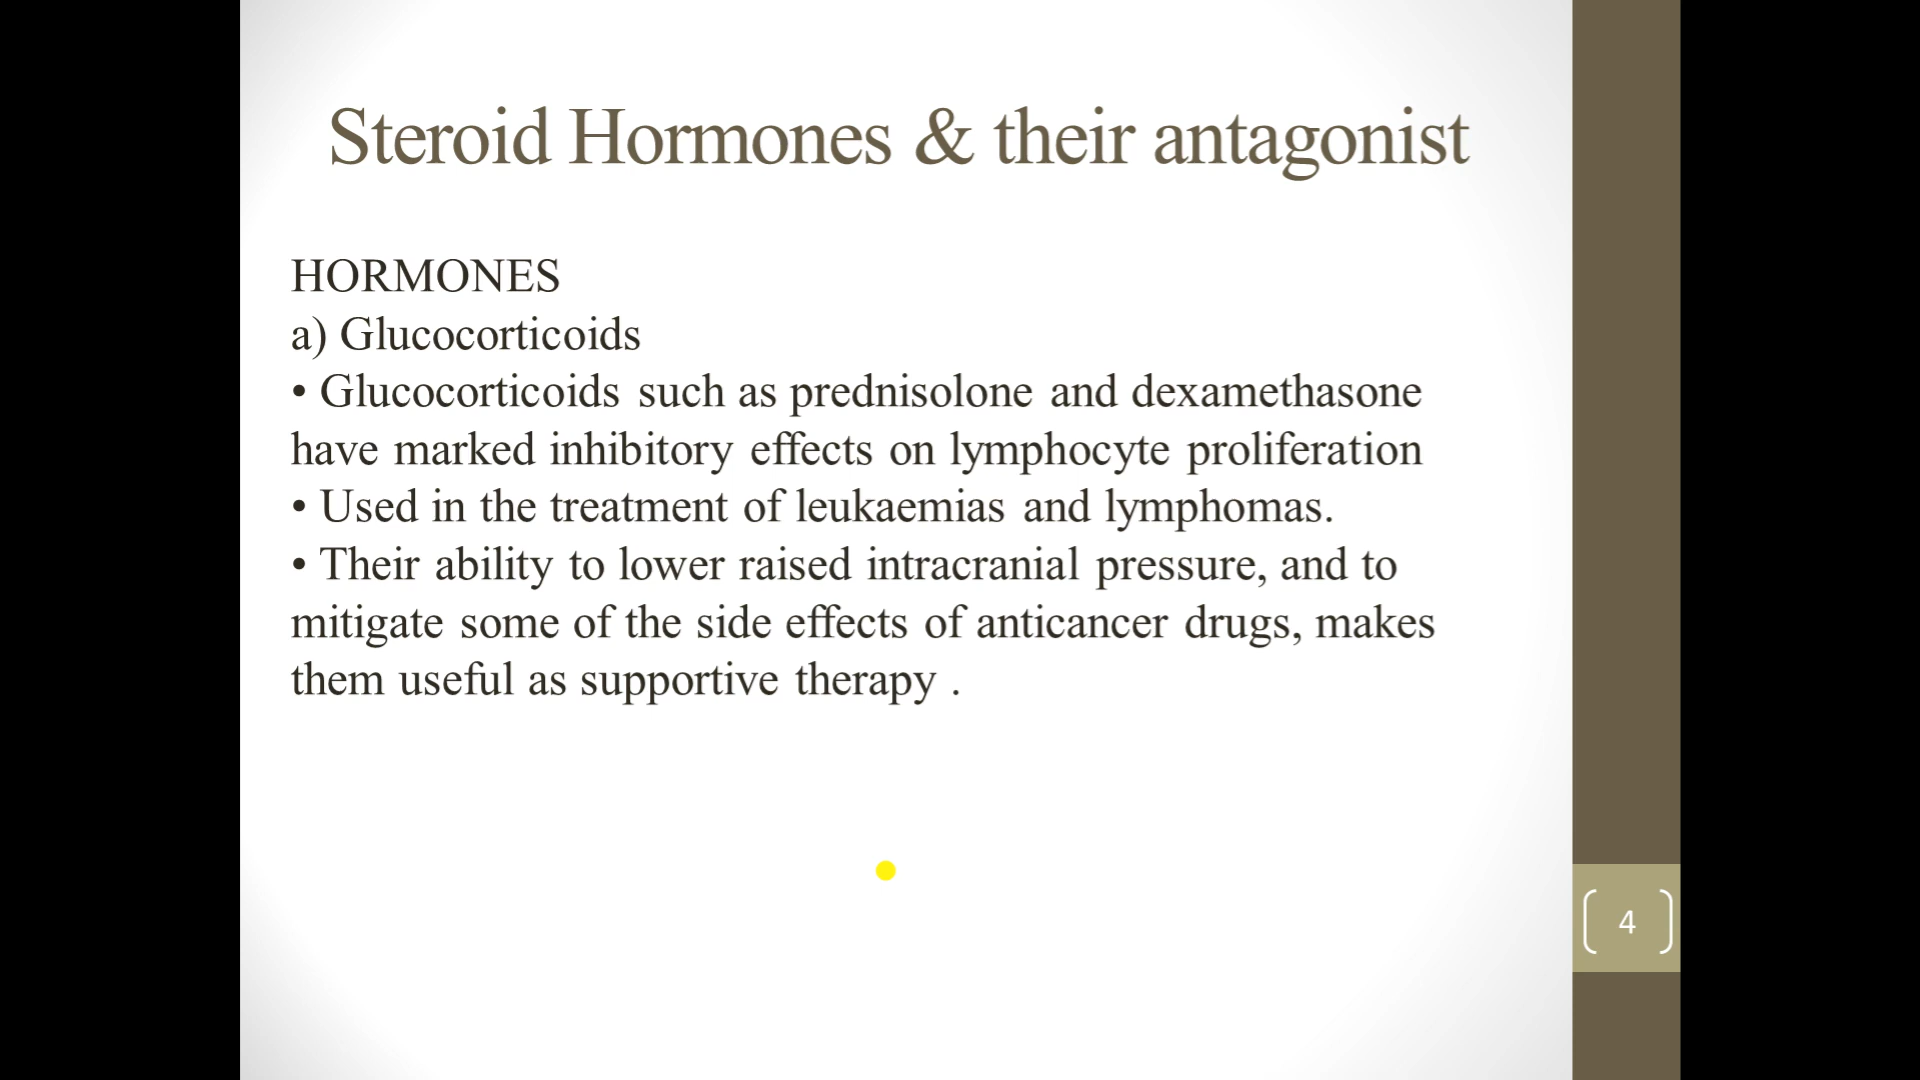 Steroid Hormones & their antagonist
HORMONES
a) Glucocorticoids
• Glucocorticoids such as prednisolone and dexamethasone
have marked inhibitory effects on lymphocyte proliferation
• Used in the treatment of leukaemias and lymphomas.
• Their ability to lower raised intracranial pressure, and to
mitigate some of the side effects of anticancer drugs, makes
them useful as supportive therapy .
4